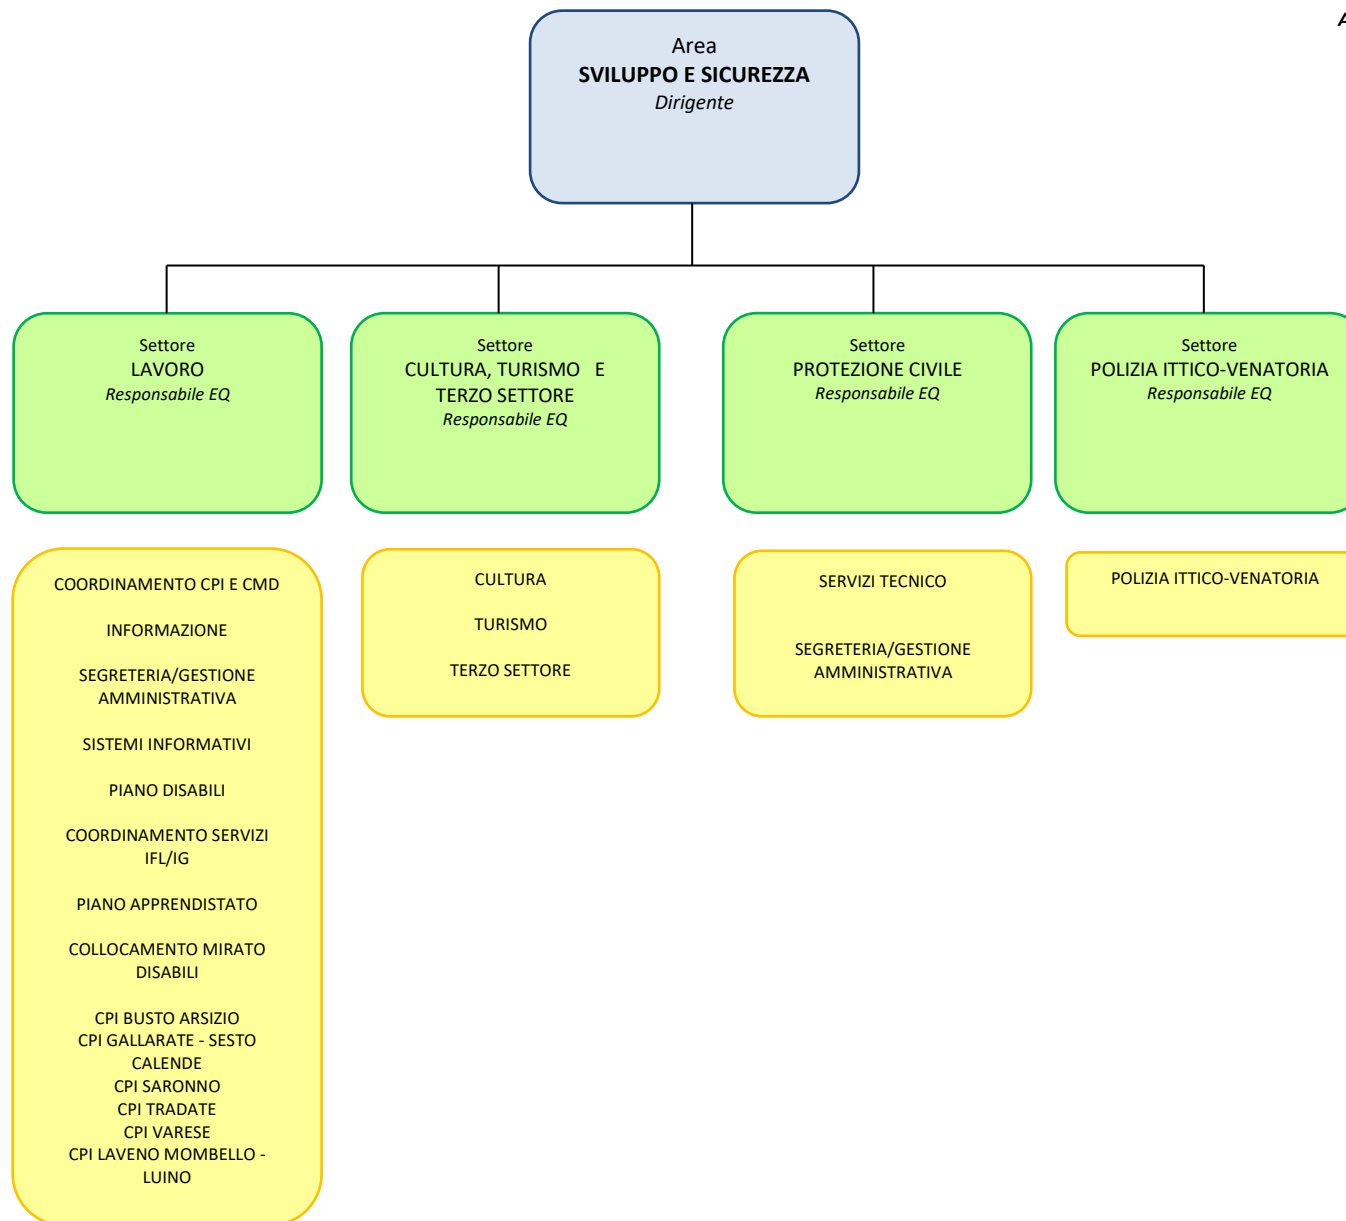 A
Area
SVILUPPO E SICUREZZA
Dirigente
Settore
LAVORO
Responsabile EQ
Settore
CULTURA, TURISMO E
TERZO SETTORE
Responsabile EQ
Settore
PROTEZIONE CIVILE
Responsabile EQ
Settore
POLIZIA ITTICO-VENATORIA
Responsabile EQ
COORDINAMENTO CPI E CMD
INFORMAZIONE
SEGRETERIA/GESTIONE
AMMINISTRATIVA
SISTEMI INFORMATIVI
PIANO DISABILI
COORDINAMENTO SERVIZI
IFL/IG
PIANO APPRENDISTATO
COLLOCAMENTO MIRATO
DISABILI
CPI BUSTO ARSIZIO
CPI GALLARATE - SESTO
CALENDE
CPI SARONNO
CPI TRADATE
CPI VARESE
CPI LAVENO MOMBELLO -
LUINO
CULTURA
TURISMO
TERZO SETTORE
SERVIZI TECNICO
SEGRETERIA/GESTIONE
AMMINISTRATIVA
POLIZIA ITTICO-VENATORIA